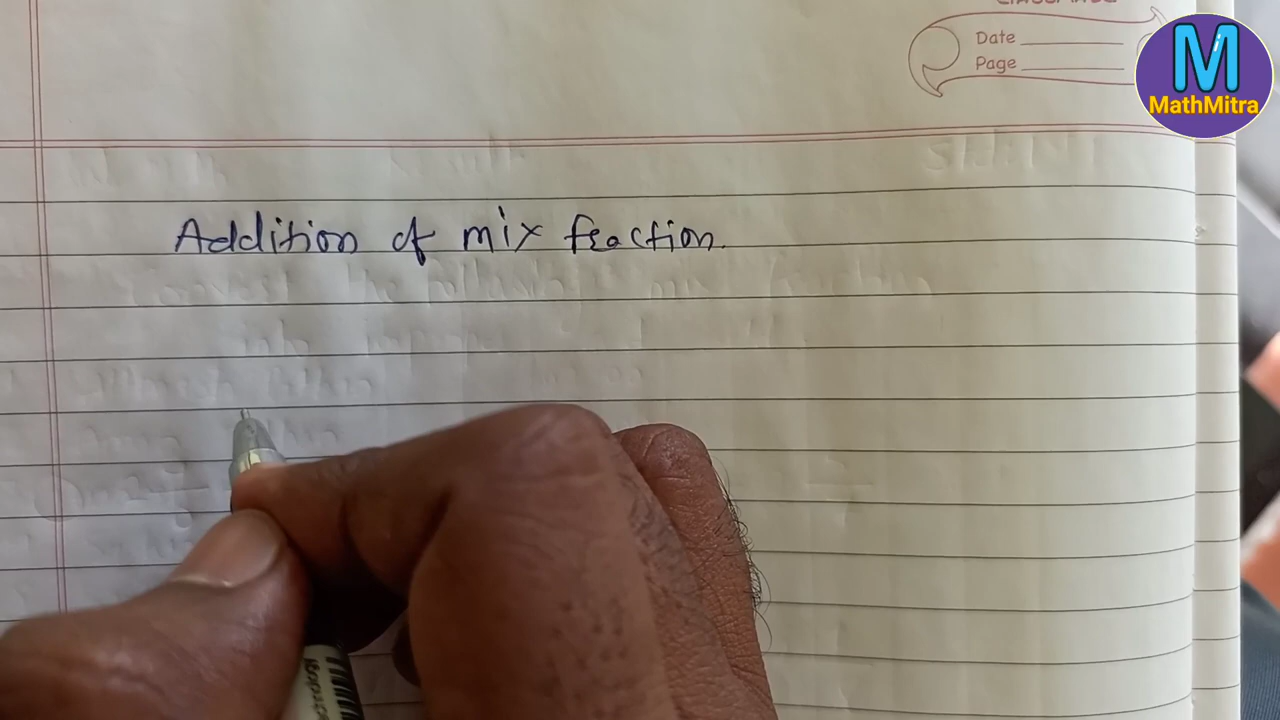 Date
Page
M
MathMitra
Addition of mix fraction.